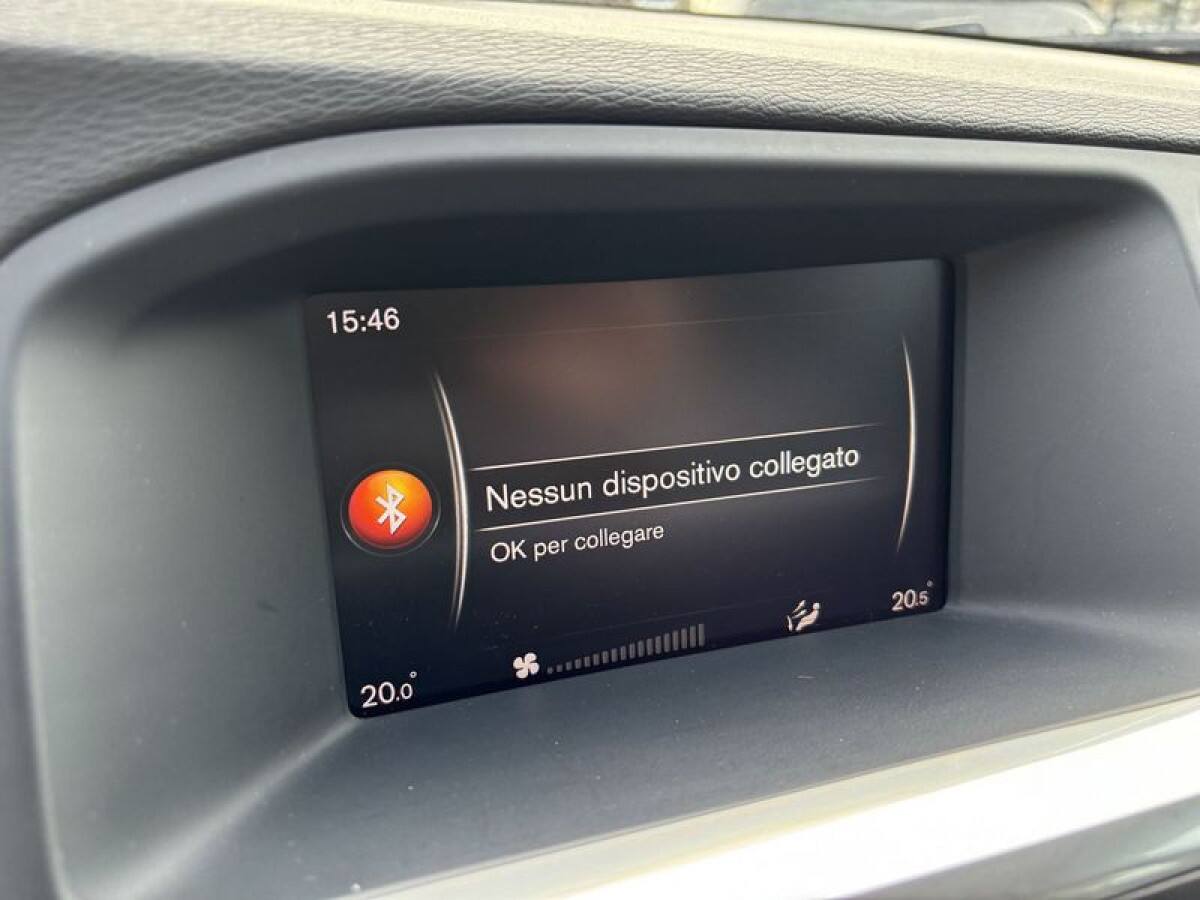 15:46
Nessun dispositivo collegato
OK per collegare
20.0°
20.5°